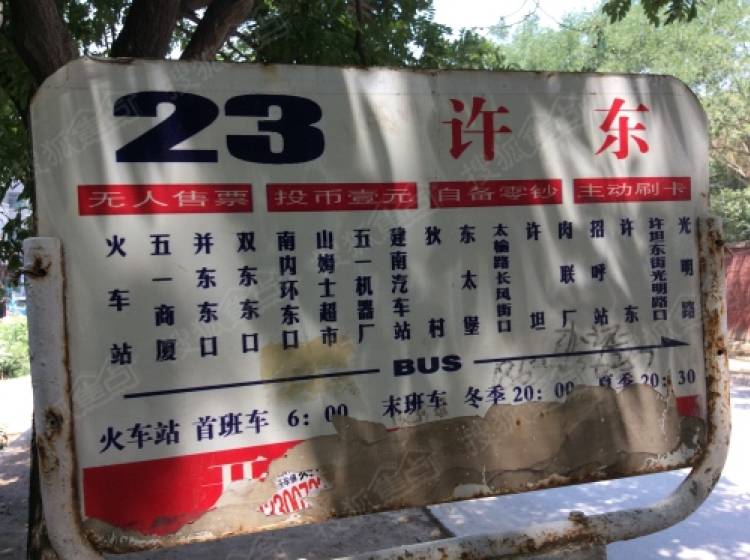 23 许东
无人售票 投币壹元 自备零钞 主动刷卡
火车站 五一商厦 并东东口 双东东口 南内环东口 山姆士超市 五一机器厂 建南汽车站 狄村 东太堡 太榆路长风街口 许坦 肉联厂 招呼站 许东 许坦东街光明路口 光明路
BUS
火车站 首班车 6:00 末班车 冬季20:00 夏季20:30